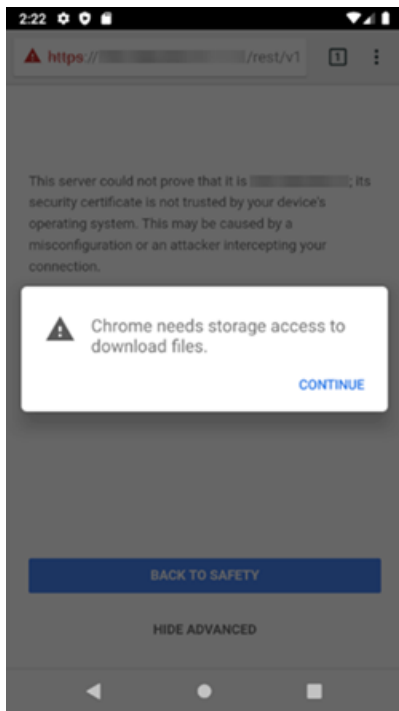 2:22
https:// /rest/v1 1
This server could not prove that it is ; its
security certificate is not trusted by your device's
operating system. This may be caused by a
misconfiguration or an attacker intercepting your
connection.
Chrome needs storage access to
download files.
CONTINUE
BACK TO SAFETY
HIDE ADVANCED